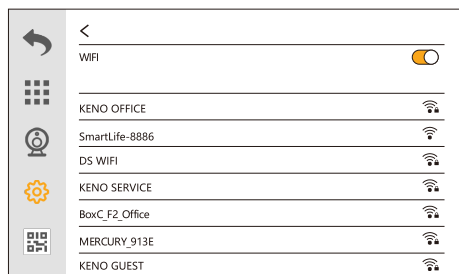 WIFI
KENO OFFICE
SmartLife-8886
DS WIFI
KENO SERVICE
BoxC_F2_Office
MERCURY_913E
KENO GUEST